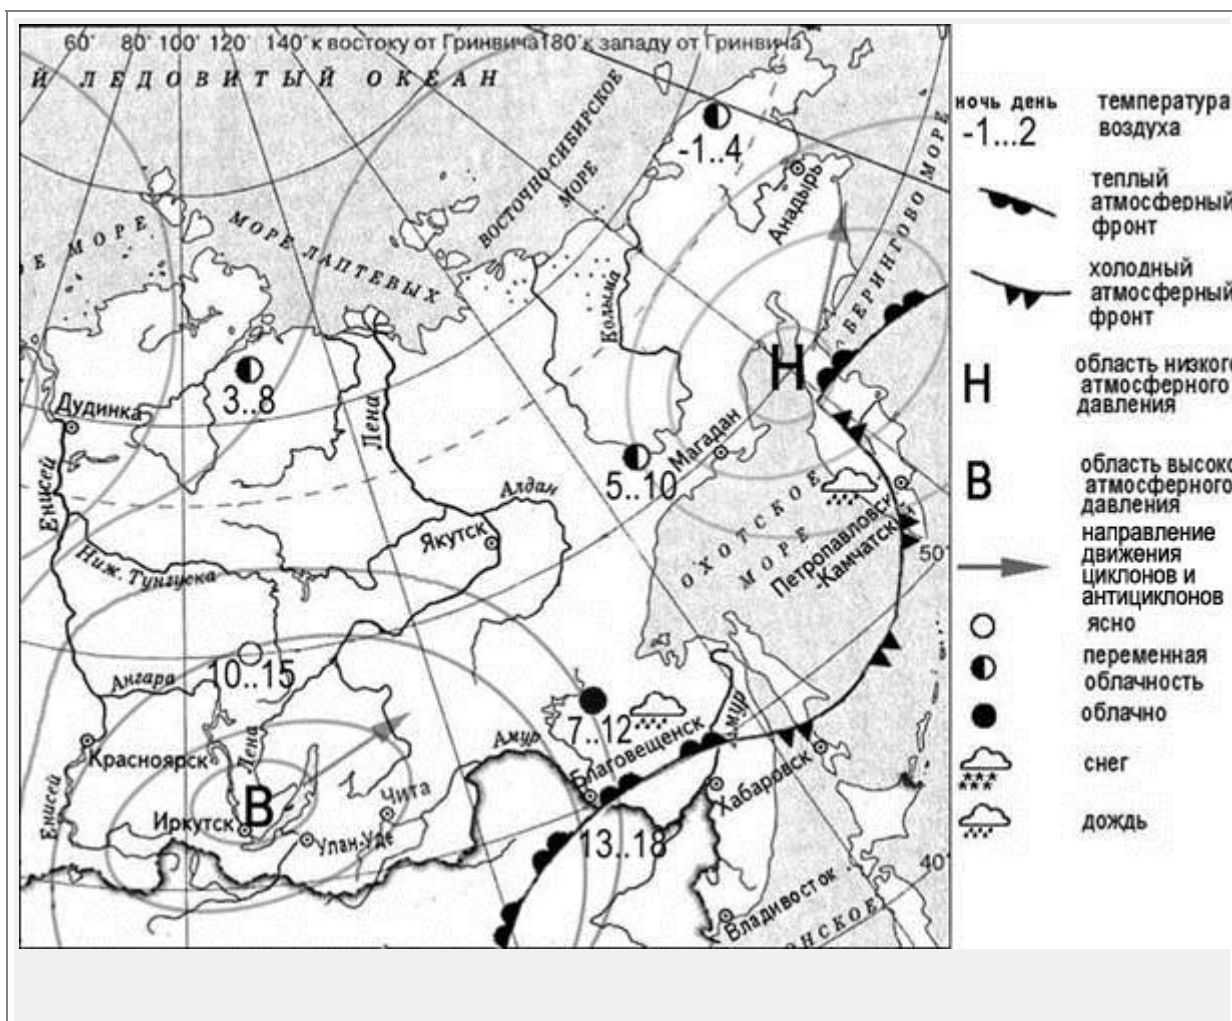 60° 80° 100° 120° 140° к востоку от Гринвича 180° к западу от Гринвича
Й ЛЕДОВИТЫЙ ОКЕАН
ВОСТОЧНО-СИБИРСКОЕ
МОРЕ
-1..4
Анадырь
БЕРИНГОВО МОРЕ
ОЕ МОРЕ
МОРЕ ЛАПТЕВЫХ
Колыма
Н
3..8
Дудинка
Лена
Енисей
5..10
Магадан
Алдан
Якутск
Ниж. Тунгуска
ОХОТСКОЕ
МОРЕ
Петропавловск
-Камчатский
50°
10..15
Ангара
7..12
Амур
Амур
Благовещенск
Красноярск
Лена
Енисей
В
Иркутск
Улан-Удэ
Чита
Хабаровск
13..18
40°
Владивосток
ОНСКОЕ
ночь день
-1...2
температура
воздуха
теплый
атмосферный
фронт
холодный
атмосферный
фронт
Н
область низкого
атмосферного
давления
В
область высоко
атмосферного
давления
направление
движения
циклонов и
антициклонов
ясно
переменная
облачность
облачно
снег
дождь